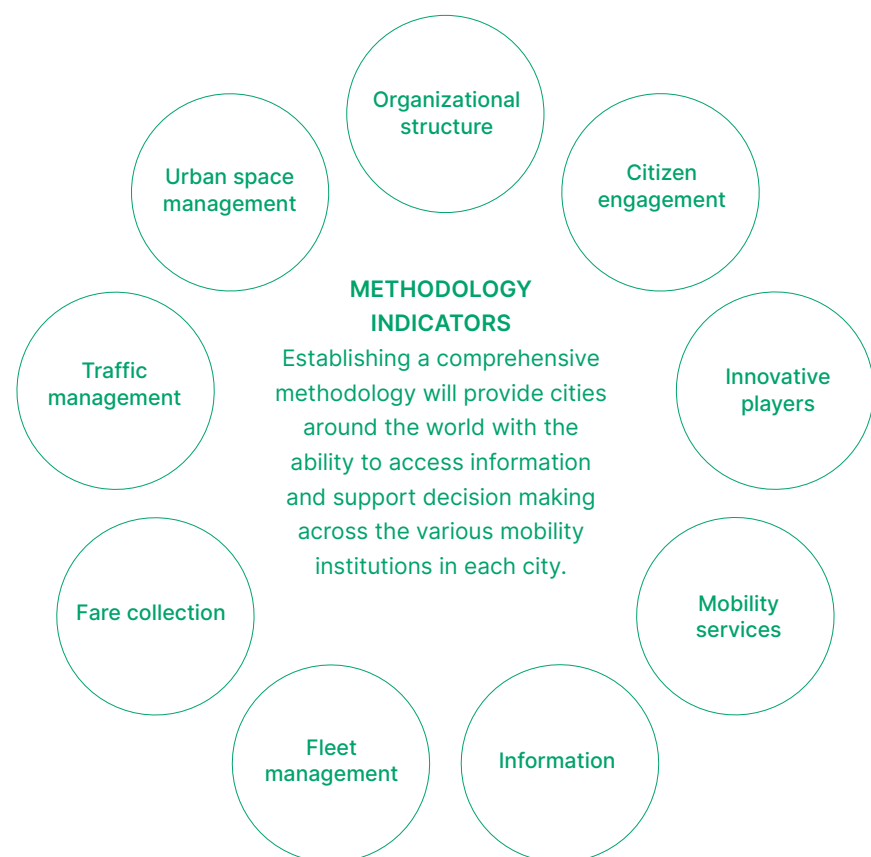 Organizational
structure
Citizen
engagement
Innovative
players
Mobility
services
Information
Fleet
management
Fare collection
Traffic
management
Urban space
management
METHODOLOGY
INDICATORS
Establishing a comprehensive
methodology will provide cities
around the world with the
ability to access information
and support decision making
across the various mobility
institutions in each city.